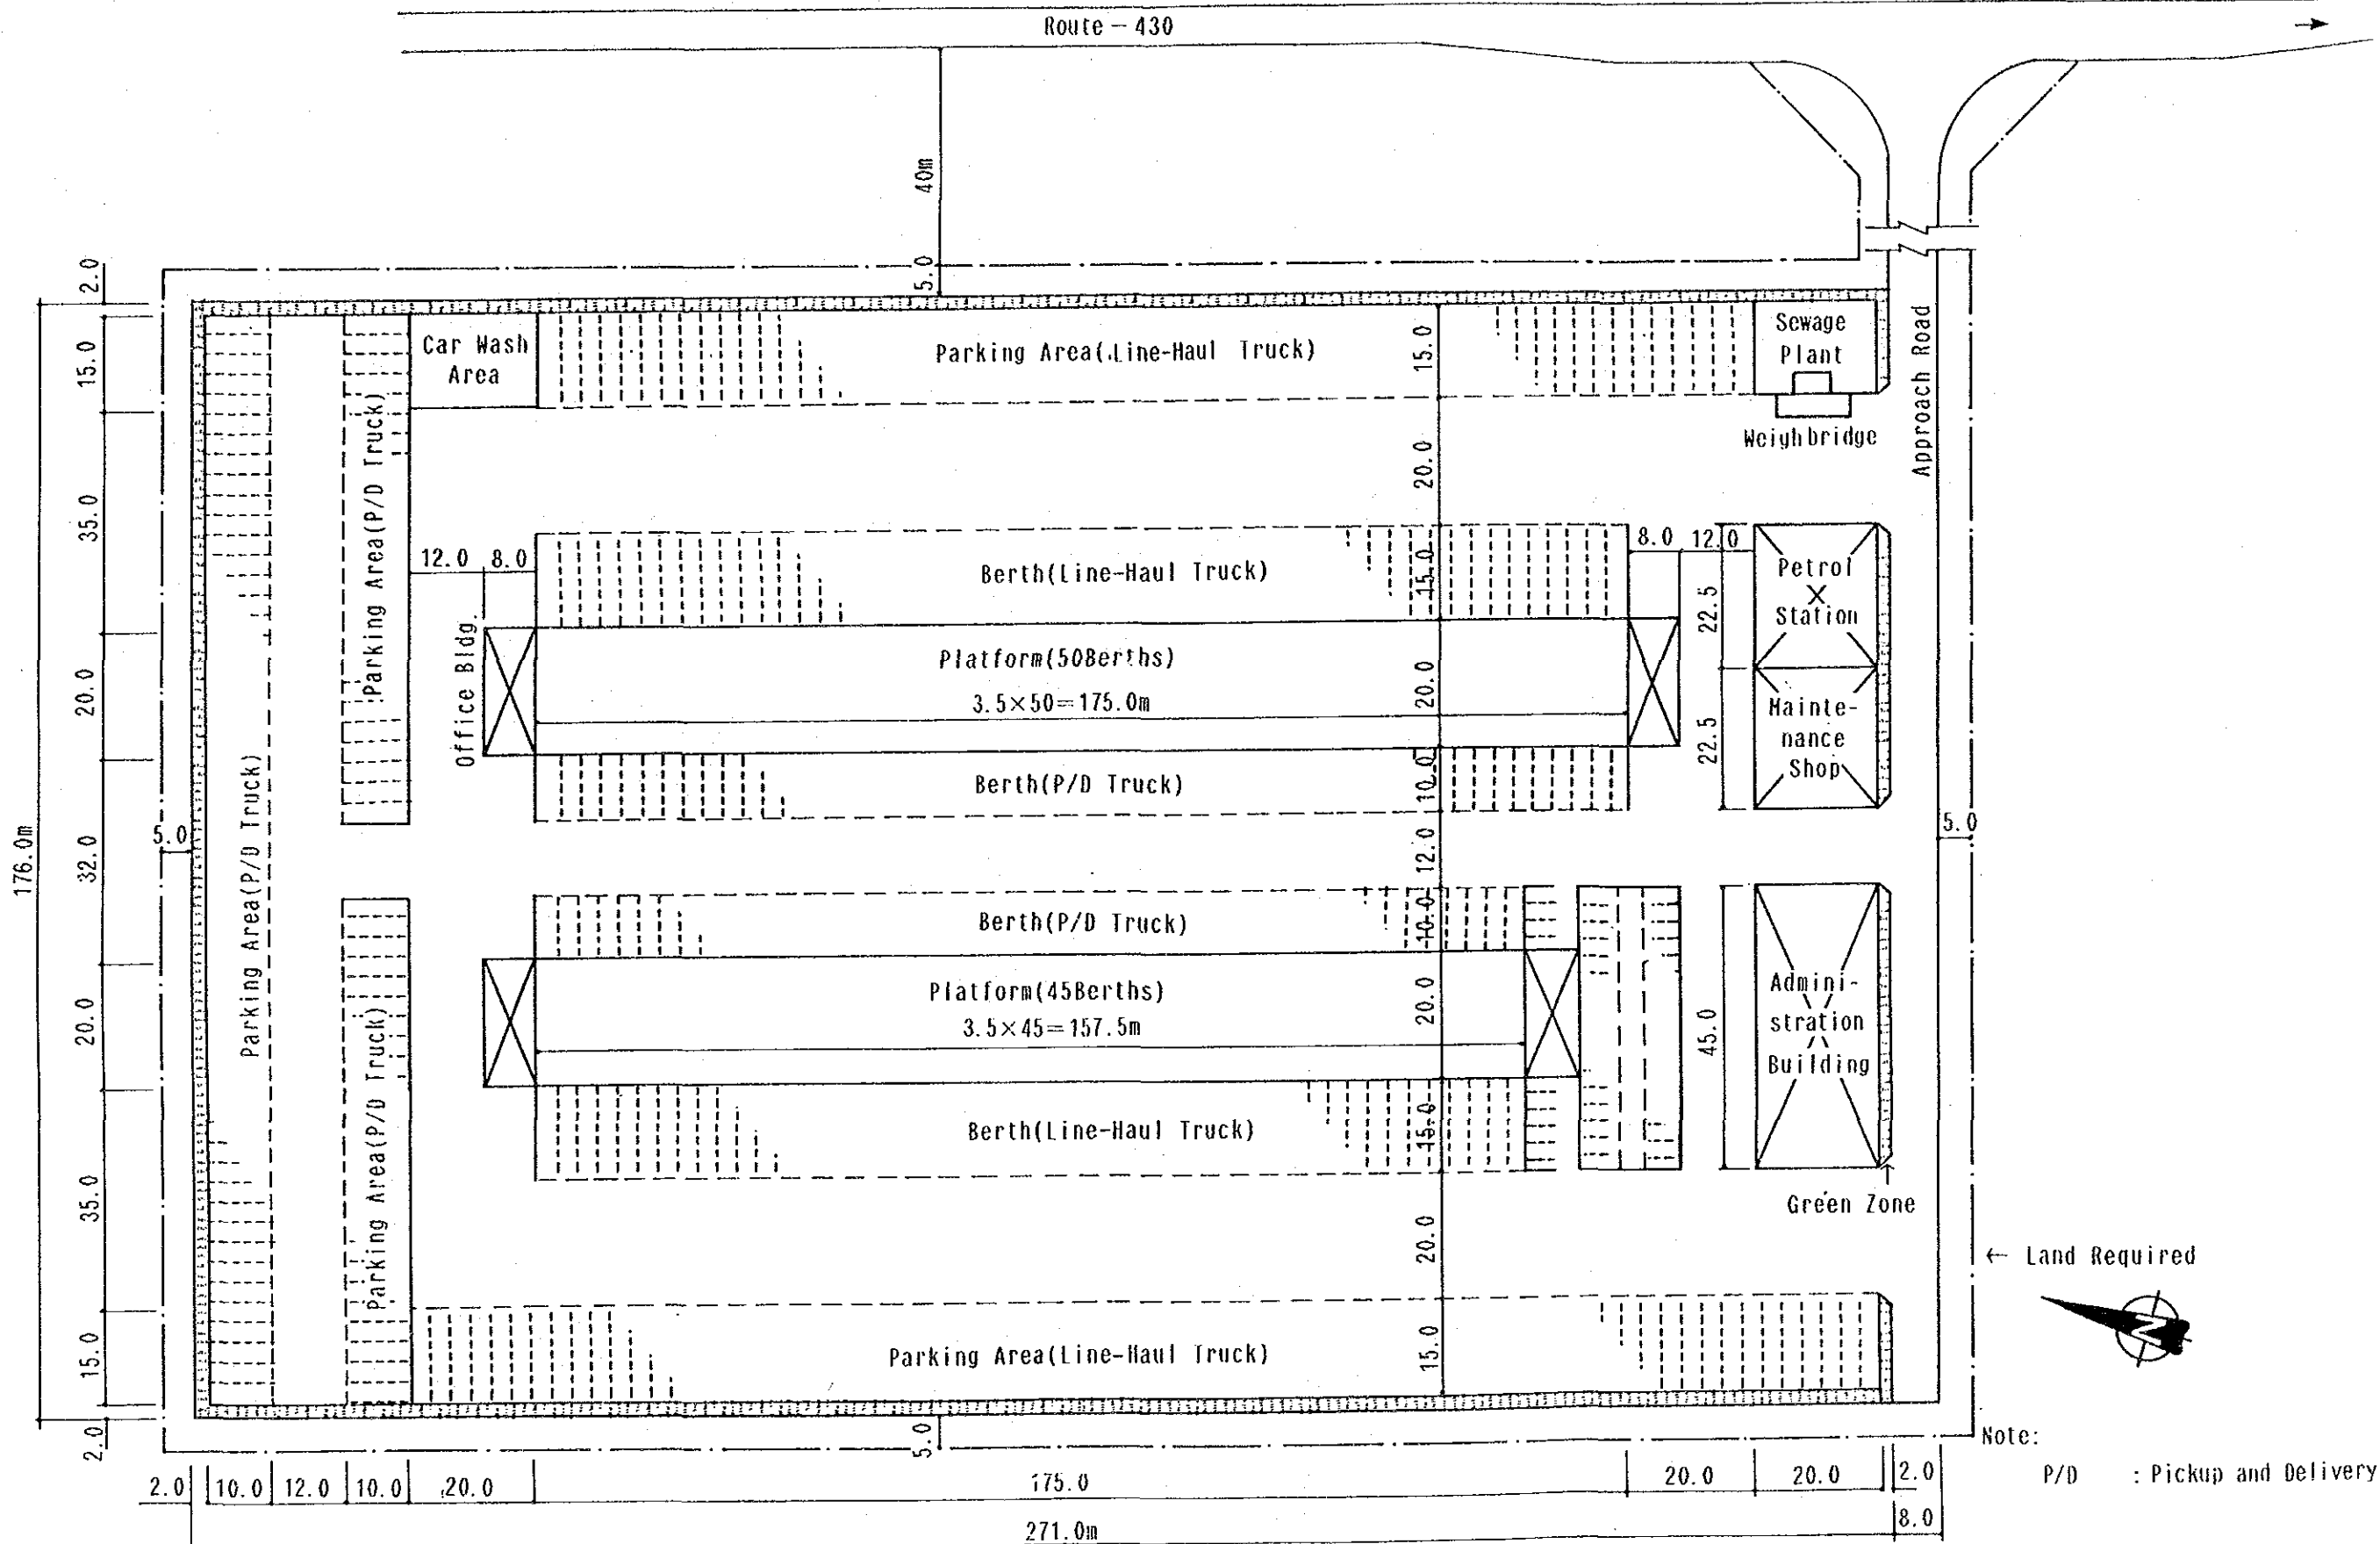 Route – 430
40m
5.0
2.0
15.0
35.0
20.0
32.0
20.0
35.0
15.0
2.0
176.0m
5.0
Car Wash
Area
Parking Area(Line-Haul Truck)
15.0
Sewage
Plant
Weighbridge
Approach Road
20.0
Parking Area(P/D Truck)
Parking Area(P/D Truck)
12.0
8.0
Berth(Line-Haul Truck)
15.0
8.0
12.0
22.5
Petrol
Station
Office Bldg.
Platform(50Berths)
3.5×50=175.0m
20.0
22.5
Mainte-
nance
Shop
Berth(P/D Truck)
10.0
12.0
5.0
Berth(P/D Truck)
10.0
Platform(45Berths)
3.5×45=157.5m
20.0
45.0
Admini-
stration
Building
Parking Area(P/D Truck)
Berth(Line-Haul Truck)
15.0
Green Zone
20.0
← Land Required
N
Parking Area(Line-Haul Truck)
15.0
5.0
Note:
P/D : Pickup and Delivery
2.0
10.0
12.0
10.0
20.0
175.0
20.0
20.0
2.0
271.0m
8.0